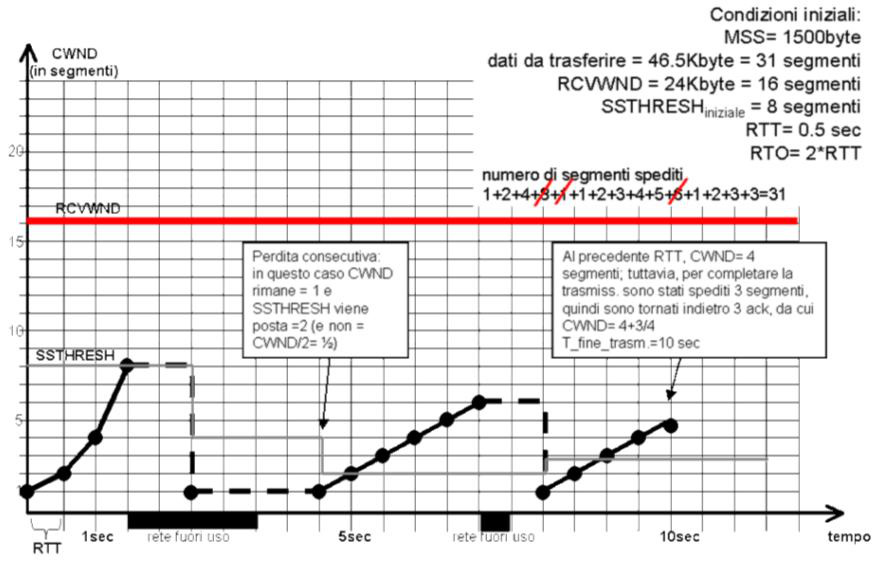 Condizioni iniziali:
MSS= 1500byte
dati da trasferire = 46.5Kbyte = 31 segmenti
RCVWND = 24Kbyte = 16 segmenti
SSTHRESHiniziale = 8 segmenti
RTT= 0.5 sec
RTO= 2*RTT
numero di segmenti spediti
1+2+4+8+1+1+2+3+4+5+6+1+2+3+3=31
CWND
(in segmenti)
20
RCVWND
15
Perdita consecutiva:
in questo caso CWND
rimane = 1 e
SSTHRESH viene
posta =2 (e non =
CWND/2= ½)
Al precedente RTT, CWND= 4
segmenti; tuttavia, per completare la
trasmiss. sono stati spediti 3 segmenti,
quindi sono tornati indietro 3 ack, da cui
CWND= 4+3/4
T_fine_trasm.=10 sec
10
SSTHRESH
5
1
RTT
1sec
rete fuori uso
5sec
rete fuori uso
10sec
tempo